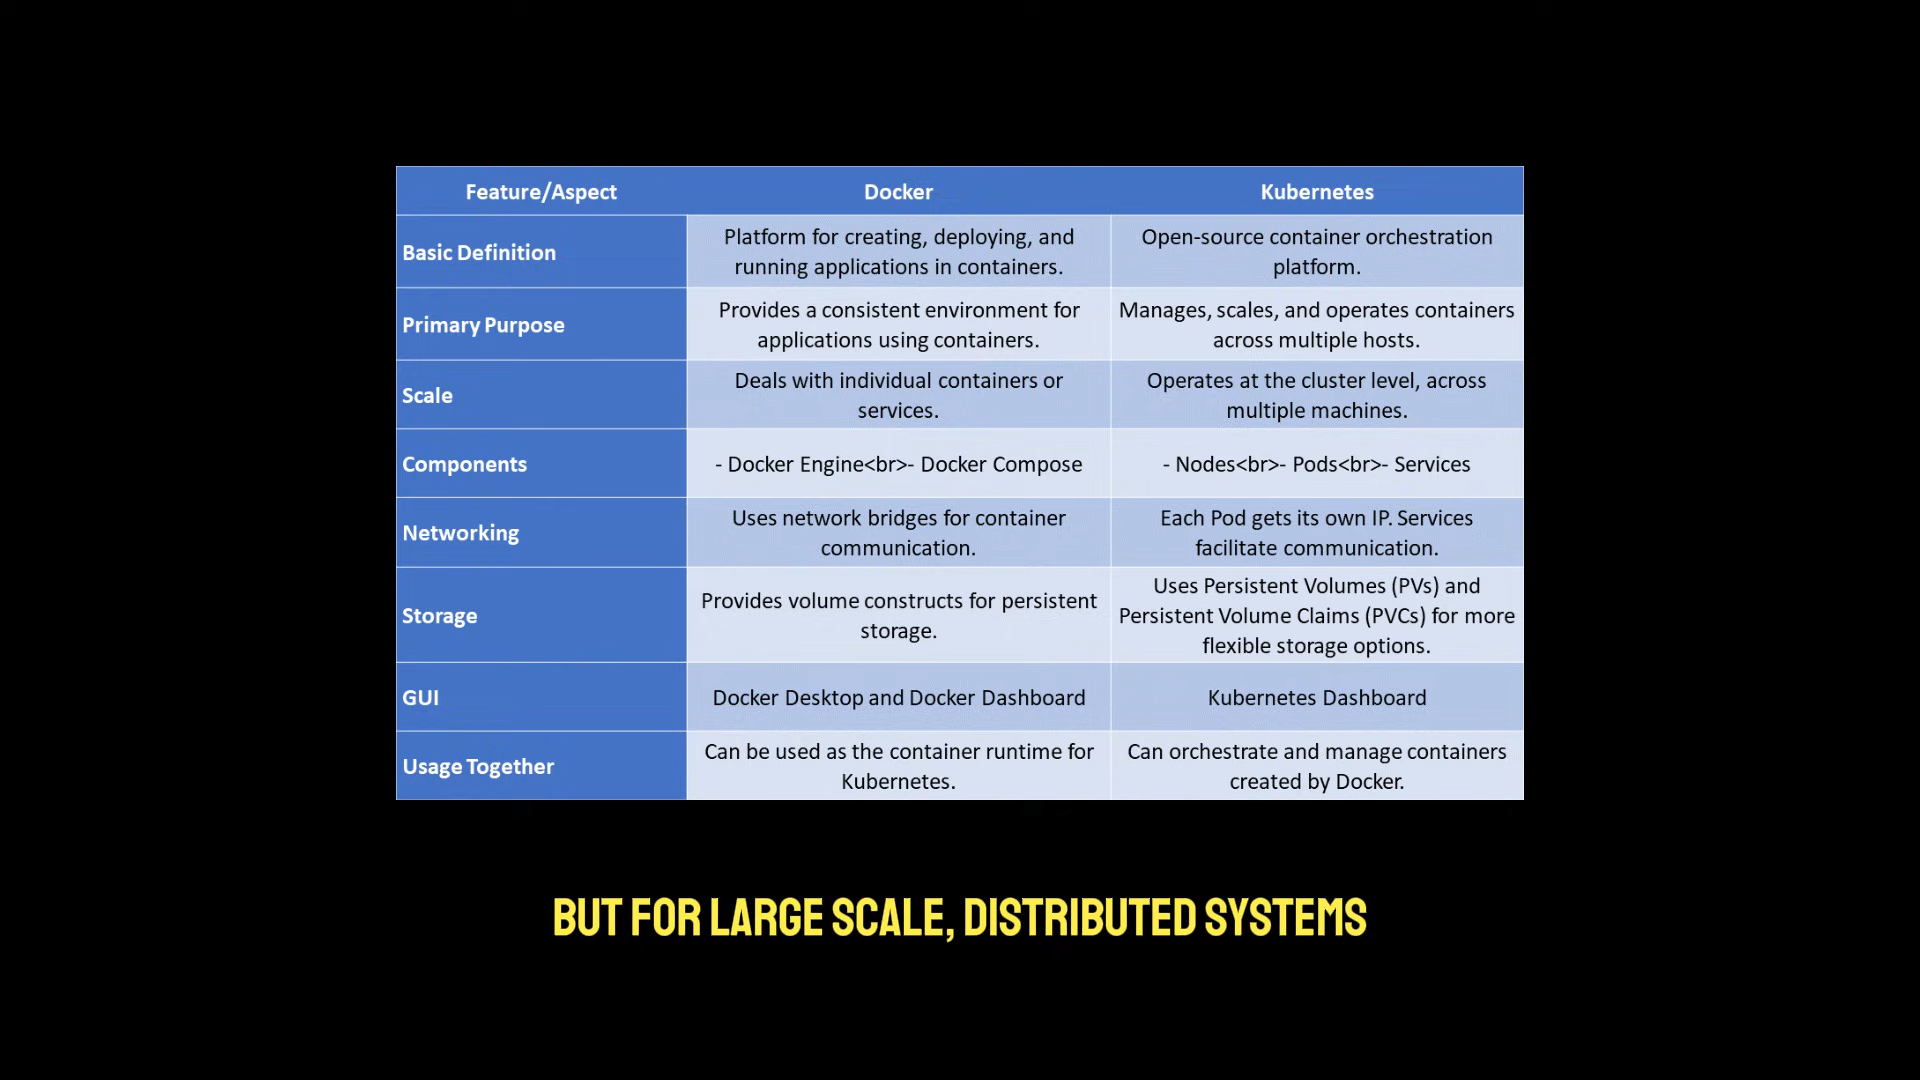 Feature/Aspect Docker Kubernetes
Basic Definition
Platform for creating, deploying, and
running applications in containers.
Open-source container orchestration
platform.
Primary Purpose
Provides a consistent environment for
applications using containers.
Manages, scales, and operates containers
across multiple hosts.
Scale
Deals with individual containers or
services.
Operates at the cluster level, across
multiple machines.
Components
- Docker Engine<br>- Docker Compose
- Nodes<br>- Pods<br>- Services
Networking
Uses network bridges for container
communication.
Each Pod gets its own IP. Services
facilitate communication.
Storage
Provides volume constructs for persistent
storage.
Uses Persistent Volumes (PVs) and
Persistent Volume Claims (PVCs) for more
flexible storage options.
GUI
Docker Desktop and Docker Dashboard
Kubernetes Dashboard
Usage Together
Can be used as the container runtime for
Kubernetes.
Can orchestrate and manage containers
created by Docker.
BUT FOR LARGE SCALE, DISTRIBUTED SYSTEMS